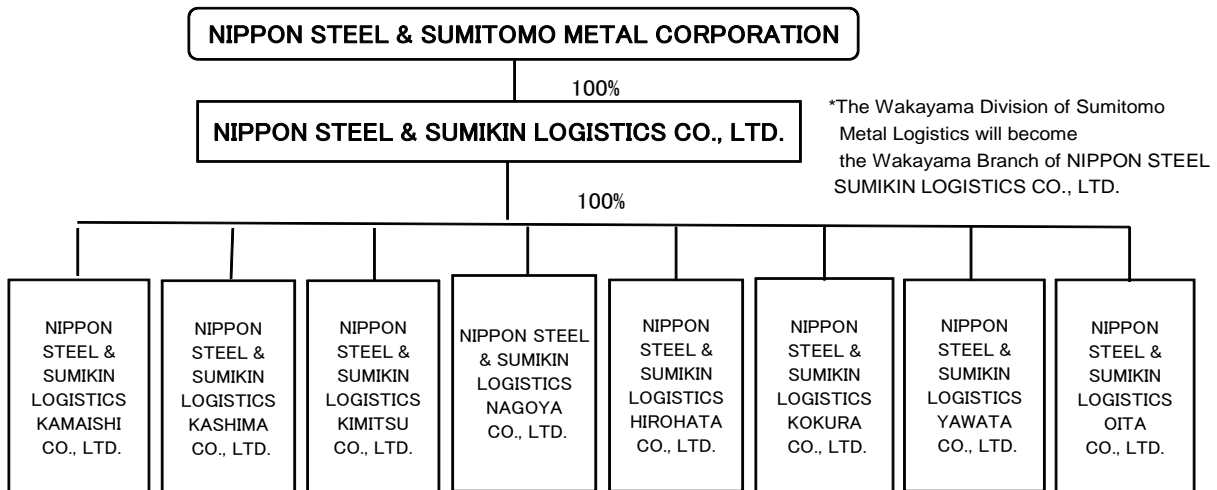 NIPPON STEEL & SUMITOMO METAL CORPORATION
100%
NIPPON STEEL & SUMIKIN LOGISTICS CO., LTD.
*The Wakayama Division of Sumitomo
Metal Logistics will become
the Wakayama Branch of NIPPON STEEL
SUMIKIN LOGISTICS CO., LTD.
100%
NIPPON
STEEL &
SUMIKIN
LOGISTICS
KAMAISHI
CO., LTD.
NIPPON
STEEL &
SUMIKIN
LOGISTICS
KASHIMA
CO., LTD.
NIPPON
STEEL &
SUMIKIN
LOGISTICS
KIMITSU
CO., LTD.
NIPPON STEEL
& SUMIKIN
LOGISTICS
NAGOYA
CO., LTD.
NIPPON
STEEL &
SUMIKIN
LOGISTICS
HIROHATA
CO., LTD.
NIPPON
STEEL &
SUMIKIN
LOGISTICS
KOKURA
CO., LTD.
NIPPON
STEEL &
SUMIKIN
LOGISTICS
YAWATA
CO., LTD.
NIPPON
STEEL &
SUMIKIN
LOGISTICS
OITA
CO., LTD.